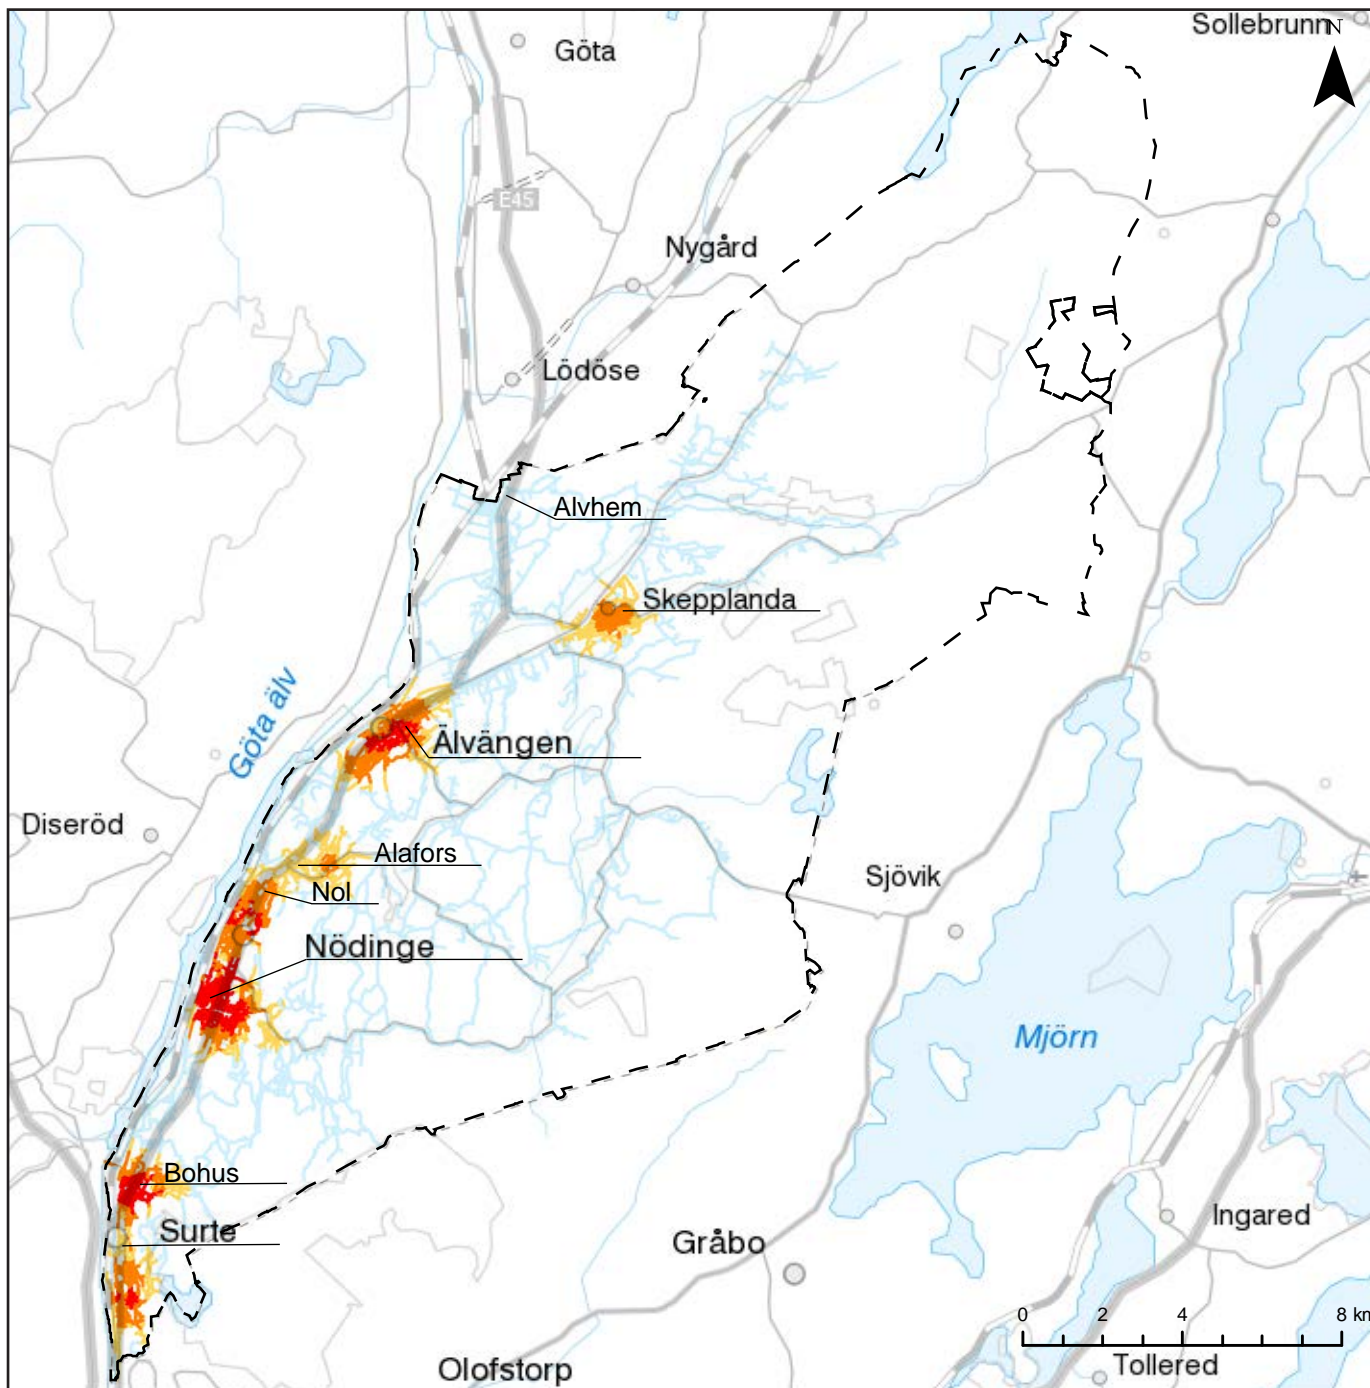 Sollebrunn
N
Göta
E45
Nygård
Lödöse
Alvhem
Skepplanda
Göta älv
Älvängen
Diseröd
Alafors
Sjövik
Nol
Nödinge
Mjörn
Bohus
Surte
Ingared
Gråbo
0 2 4 8 km
Tollered
Olofstorp